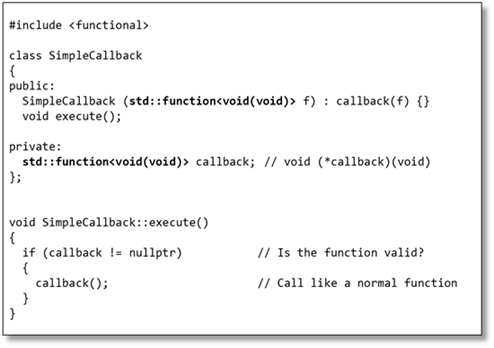 #include <functional>

class SimpleCallback
{
public:
  SimpleCallback (std::function<void(void)> f) : callback(f) {}
  void execute();

private:
  std::function<void(void)> callback; // void (*callback)(void)
};


void SimpleCallback::execute()
{
  if (callback != nullptr)          // Is the function valid?
  {
    callback();                     // Call like a normal function
  }
}